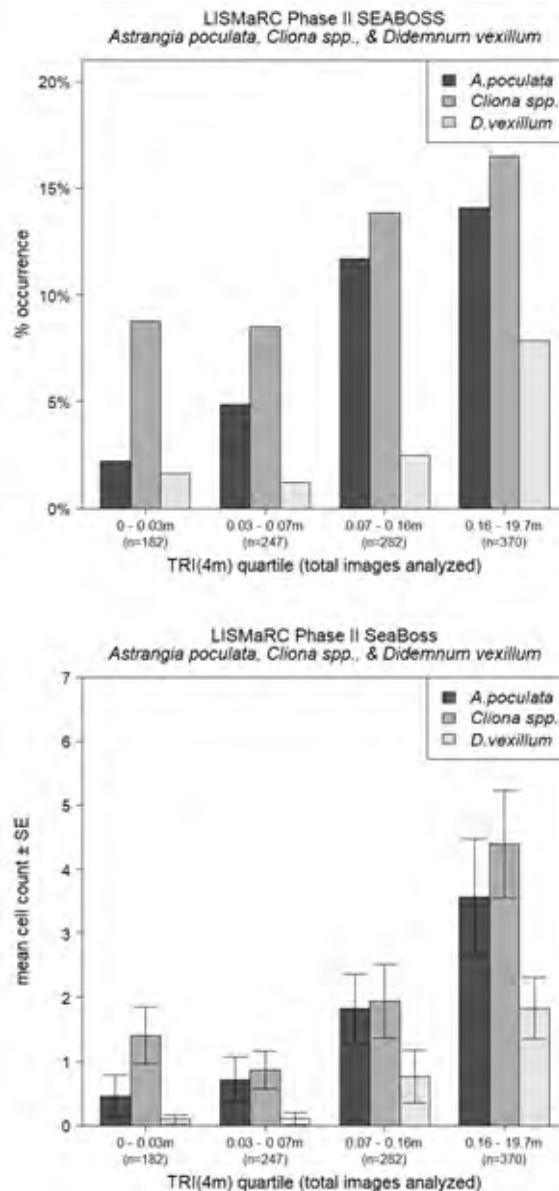 LISMaRC Phase II SEABOSS
Astrangia poculata, Cliona spp., & Didemnum vexillum
A.poculata
Cliona spp.
D.vexillum
% occurrence
20%
15%
10%
5%
0%
0 - 0.03m
(n=182)
0.03 - 0.07m
(n=247)
0.07 - 0.16m
(n=282)
0.16 - 19.7m
(n=370)
TRI(4m) quartile (total images analyzed)
LISMaRC Phase II SeaBoss
Astrangia poculata, Cliona spp., & Didemnum vexillum
A.poculata
Cliona spp.
D.vexillum
mean cell count ± SE
7
6
5
4
3
2
1
0
0 - 0.03m
(n=182)
0.03 - 0.07m
(n=247)
0.07 - 0.16m
(n=282)
0.16 - 19.7m
(n=370)
TRI(4m) quartile (total images analyzed)